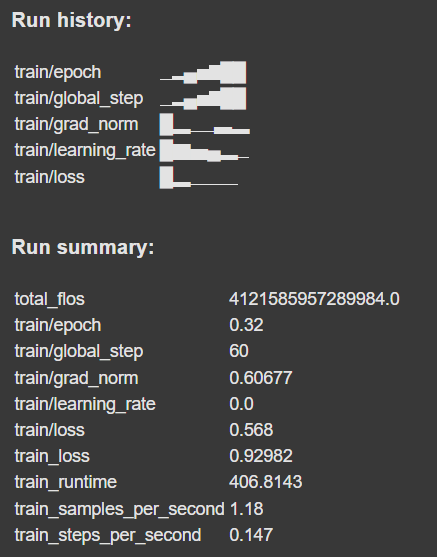 Run history:
train/epoch
train/global_step
train/grad_norm
train/learning_rate
train/loss
Run summary:
total_flos 4121585957289984.0
train/epoch 0.32
train/global_step 60
train/grad_norm 0.60677
train/learning_rate 0.0
train/loss 0.568
train_loss 0.92982
train_runtime 406.8143
train_samples_per_second 1.18
train_steps_per_second 0.147